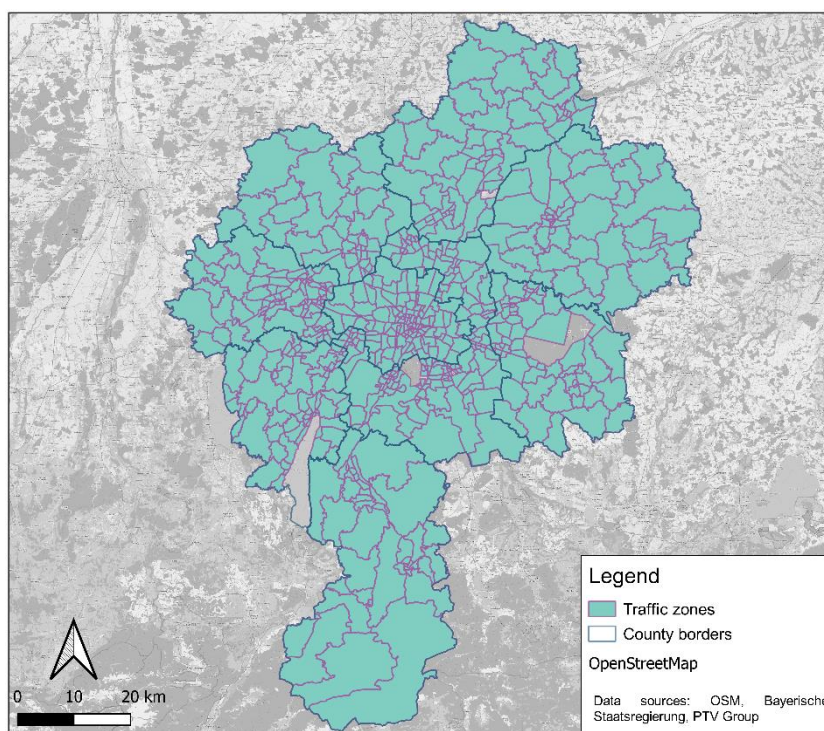 Legend
Traffic zones
County borders
OpenStreetMap
Data sources: OSM, Bayerische
Staatsregierung, PTV Group
0 10 20 km